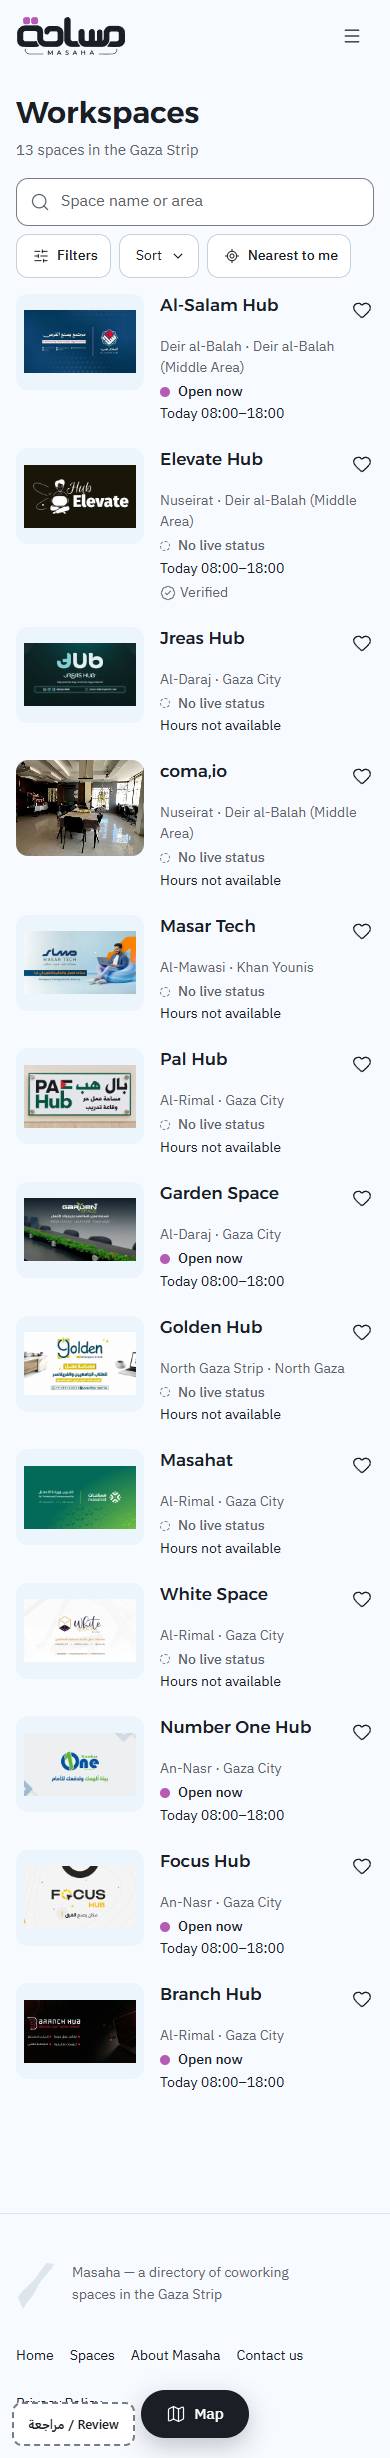 مساحة
MASAHA
Workspaces
13 spaces in the Gaza Strip
Space name or area
Filters
Sort
Nearest to me
Al-Salam Hub
Deir al-Balah · Deir al-Balah
(Middle Area)
Open now
Today 08:00–18:00
Hub
Elevate
Elevate Hub
Nuseirat · Deir al-Balah (Middle
Area)
No live status
Today 08:00–18:00
Verified
JREAS HUB
Jreas Hub
Al-Daraj · Gaza City
No live status
Hours not available
coma,io
Nuseirat · Deir al-Balah (Middle
Area)
No live status
Hours not available
مسار
MASAR TECH
Masar Tech
Al-Mawasi · Khan Younis
No live status
Hours not available
PAL
بال هب
Hub
مساحة عمل حر
وقاعة تدريب
Pal Hub
Al-Rimal · Gaza City
No live status
Hours not available
GARDEN
Garden Space
Al-Daraj · Gaza City
Open now
Today 08:00–18:00
golden
Golden Hub
North Gaza Strip · North Gaza
No live status
Hours not available
Masahat
Al-Rimal · Gaza City
No live status
Hours not available
White
White Space
Al-Rimal · Gaza City
No live status
Hours not available
One
Number One Hub
An-Nasr · Gaza City
Open now
Today 08:00–18:00
FOCUS
HUB
مكان يصنع الفرق
Focus Hub
An-Nasr · Gaza City
Open now
Today 08:00–18:00
BRANCH HUB
Branch Hub
Al-Rimal · Gaza City
Open now
Today 08:00–18:00
Masaha — a directory of coworking
spaces in the Gaza Strip
Home
Spaces
About Masaha
Contact us
Privacy Policy
مراجعة / Review
Map